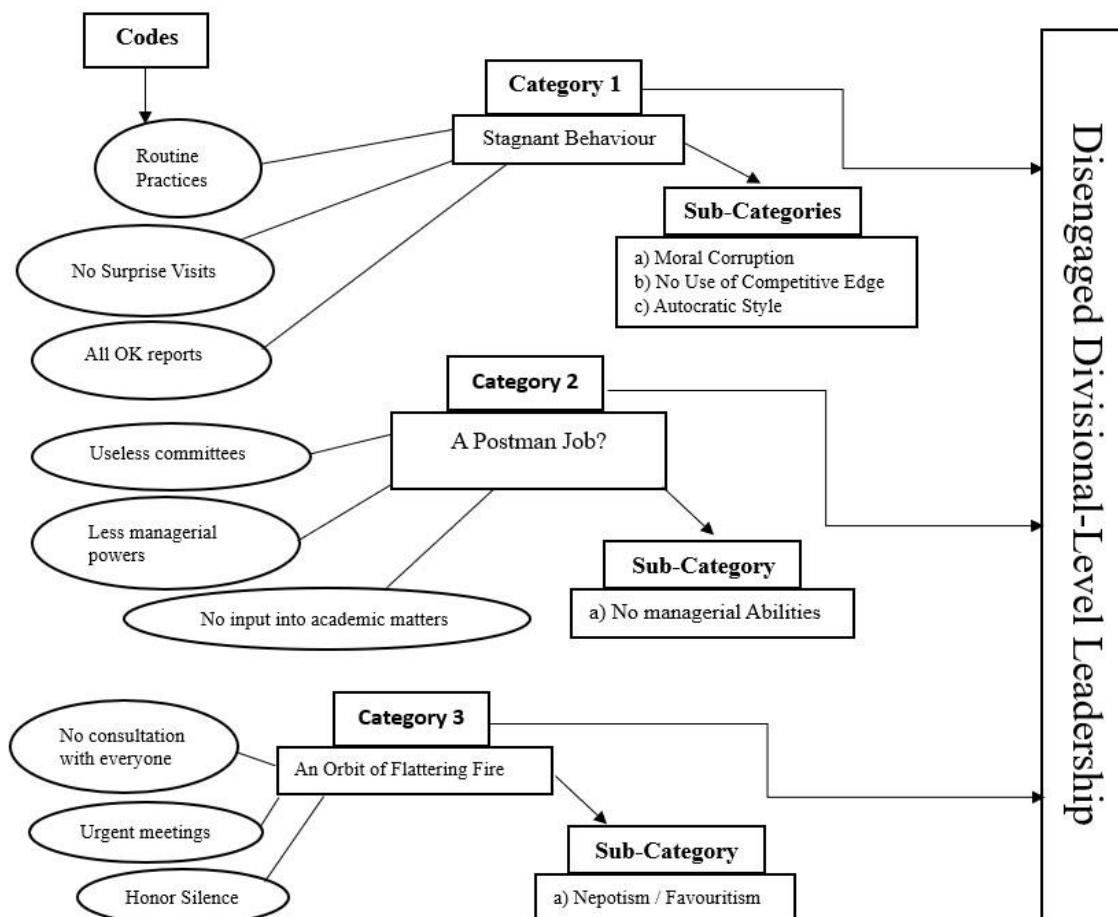 Codes
Category 1
Stagnant Behaviour
Routine
Practices
Sub-Categories
No Surprise Visits
a) Moral Corruption
b) No Use of Competitive Edge
c) Autocratic Style
All OK reports
Category 2
A Postman Job?
Useless committees
Less managerial
powers
Sub-Category
a) No managerial Abilities
No input into academic matters
Category 3
No consultation
with everyone
An Orbit of Flattering Fire
Urgent meetings
Sub-Category
Honor Silence
a) Nepotism / Favouritism
Disengaged Divisional-Level Leadership